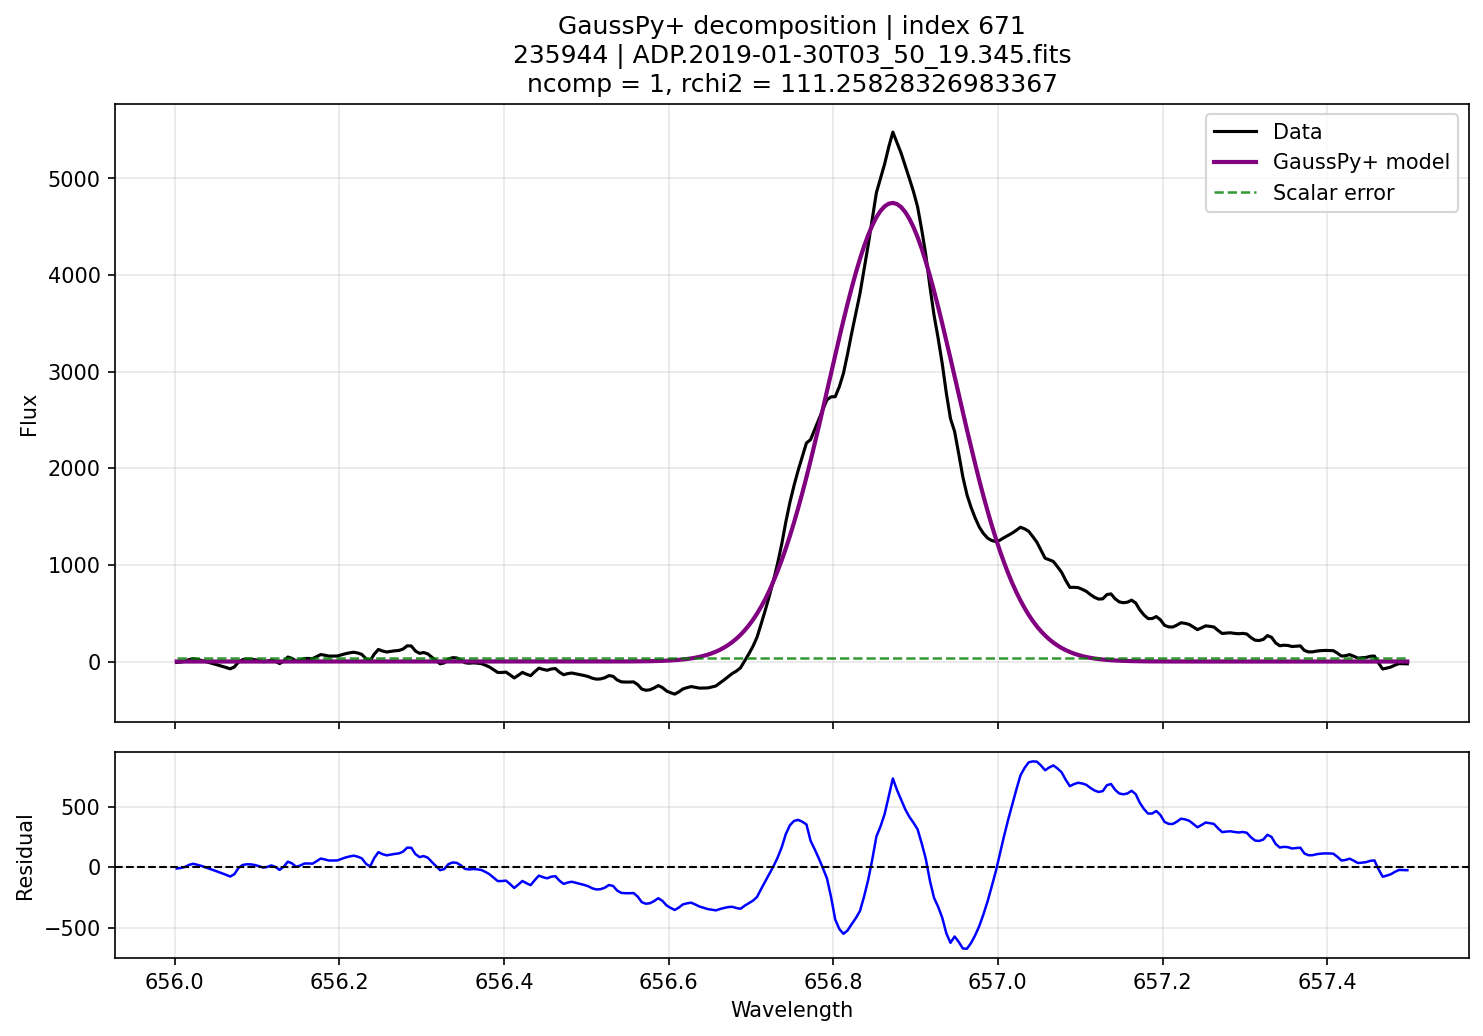 GaussPy+ decomposition | index 671
235944 | ADP.2019-01-30T03_50_19.345.fits
ncomp = 1, rchi2 = 111.25828326983367
Data
GaussPy+ model
Scalar error
5000
4000
3000
2000
1000
0
Flux
500
0
−500
Residual
656.0 656.2 656.4 656.6 656.8 657.0 657.2 657.4
Wavelength